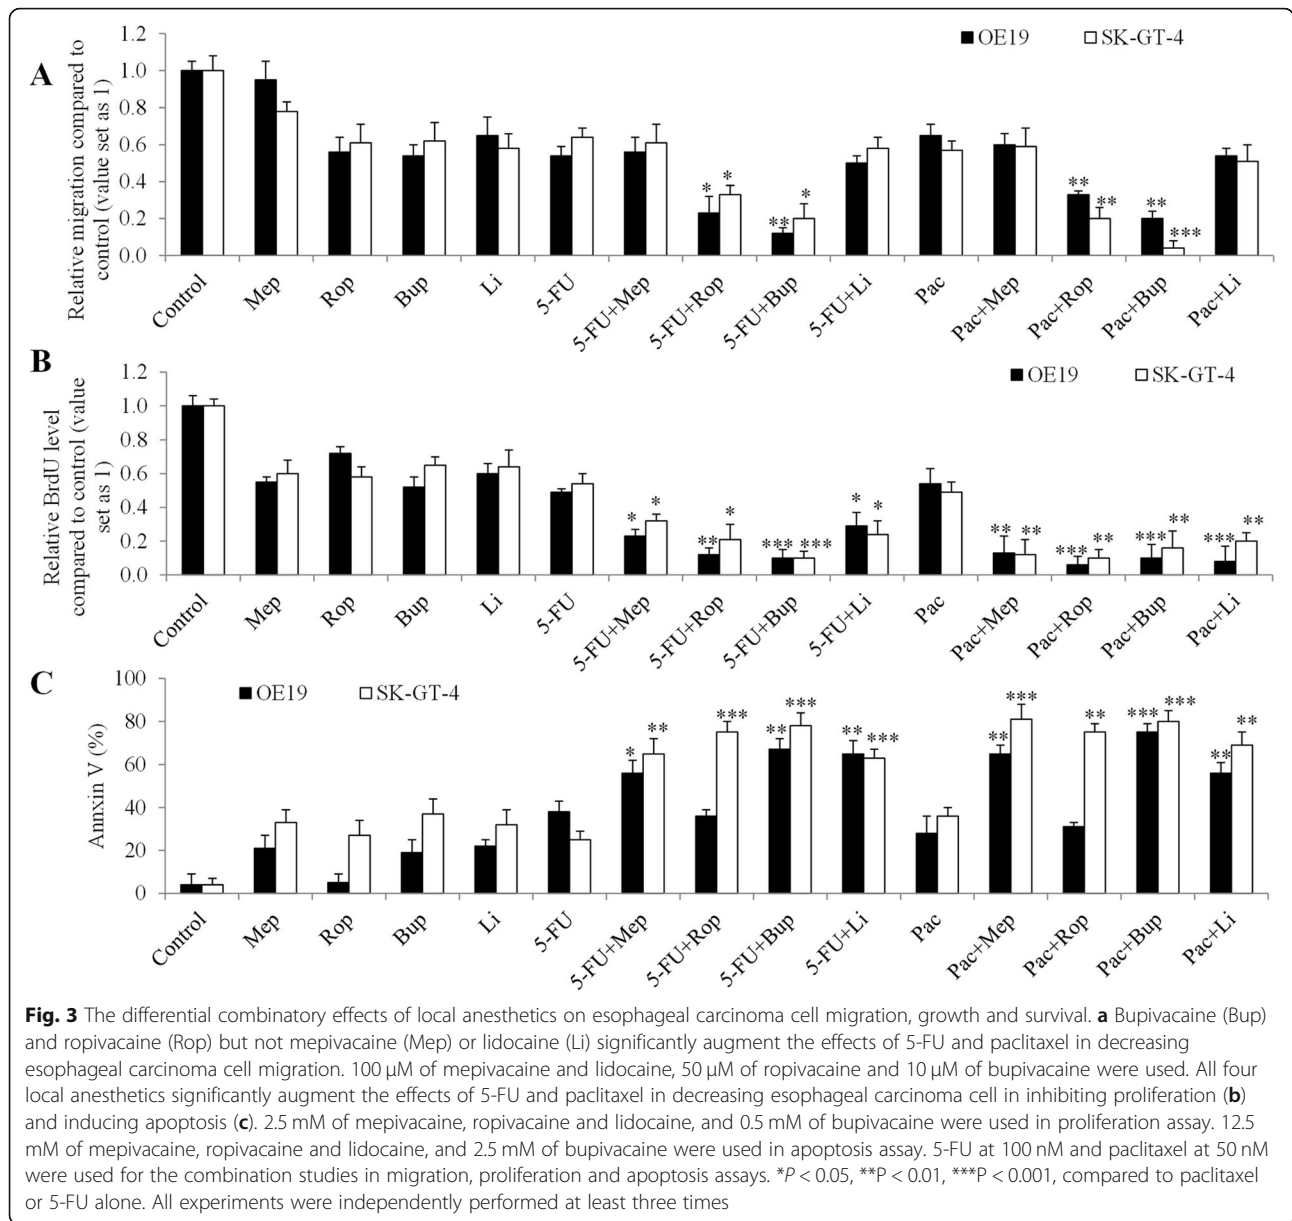 A
Relative migration compared to
control (value set as 1)
1.2
1.0
0.8
0.6
0.4
0.2
0.0
OE19
SK-GT-4
* * ** * ** ** ** ***
Control
Mep
Rop
Bup
Li
5-FU
5-FU+Mep
5-FU+Rop
5-FU+Bup
5-FU+Li
Pac
Pac+Mep
Pac+Rop
Pac+Bup
Pac+Li
B
Relative BrdU level
compared to control (value
set as 1)
1.2
1.0
0.8
0.6
0.4
0.2
0.0
OE19
SK-GT-4
* * ** * *** *** * * ** ** *** ** *** ** *** **
Control
Mep
Rop
Bup
Li
5-FU
5-FU+Mep
5-FU+Rop
5-FU+Bup
5-FU+Li
Pac
Pac+Mep
Pac+Rop
Pac+Bup
Pac+Li
C
Annxin V (%)
100
80
60
40
20
0
OE19
SK-GT-4
* ** *** ** *** ** *** ** *** ** *** *** ** **
Control
Mep
Rop
Bup
Li
5-FU
5-FU+Mep
5-FU+Rop
5-FU+Bup
5-FU+Li
Pac
Pac+Mep
Pac+Rop
Pac+Bup
Pac+Li
Fig. 3 The differential combinatory effects of local anesthetics on esophageal carcinoma cell migration, growth and survival. a Bupivacaine (Bup)
and ropivacaine (Rop) but not mepivacaine (Mep) or lidocaine (Li) significantly augment the effects of 5-FU and paclitaxel in decreasing
esophageal carcinoma cell migration. 100 μM of mepivacaine and lidocaine, 50 μM of ropivacaine and 10 μM of bupivacaine were used. All four
local anesthetics significantly augment the effects of 5-FU and paclitaxel in decreasing esophageal carcinoma cell in inhibiting proliferation (b)
and inducing apoptosis (c). 2.5 mM of mepivacaine, ropivacaine and lidocaine, and 0.5 mM of bupivacaine were used in proliferation assay. 12.5
mM of mepivacaine, ropivacaine and lidocaine, and 2.5 mM of bupivacaine were used in apoptosis assay. 5-FU at 100 nM and paclitaxel at 50 nM
were used for the combination studies in migration, proliferation and apoptosis assays. *P < 0.05, **P < 0.01, ***P < 0.001, compared to paclitaxel
or 5-FU alone. All experiments were independently performed at least three times